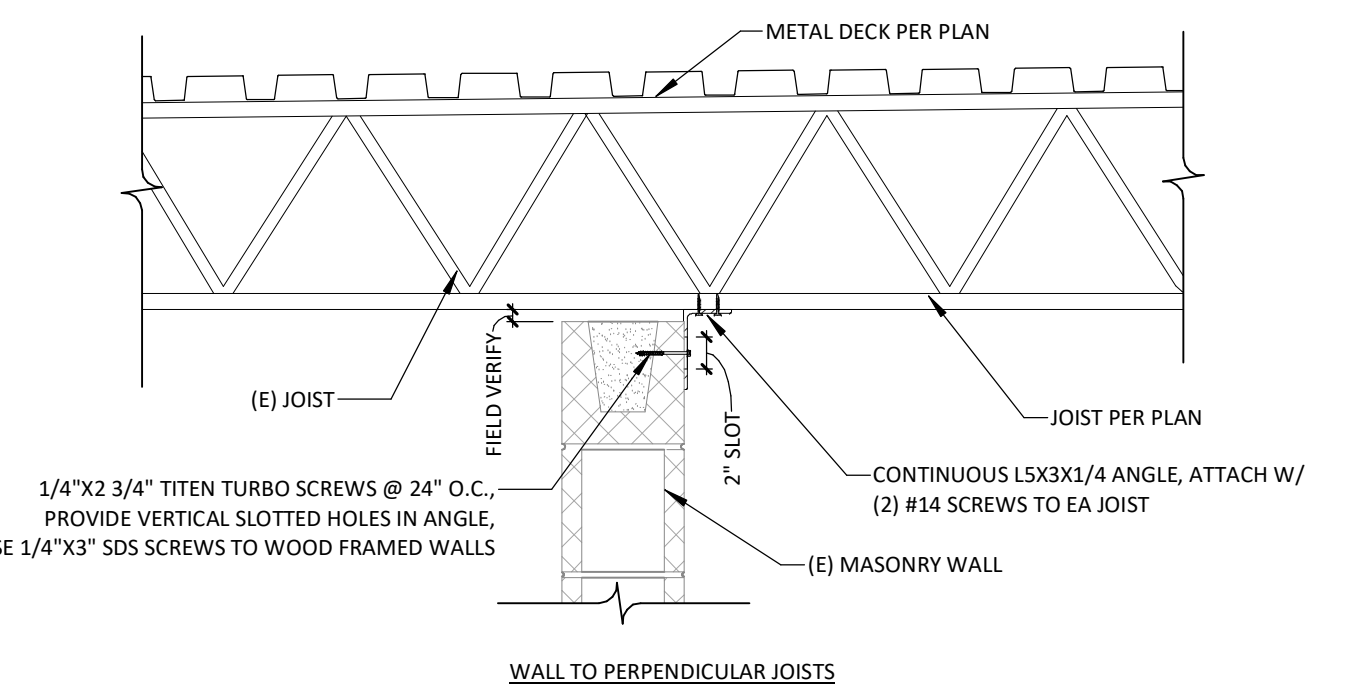 METAL DECK PER PLAN
(E) JOIST
FIELD VERIFY
2" SLOT
JOIST PER PLAN
1/4"X2 3/4" TITEN TURBO SCREWS @ 24" O.C.,
PROVIDE VERTICAL SLOTTED HOLES IN ANGLE,
SE 1/4"X3" SDS SCREWS TO WOOD FRAMED WALLS
CONTINUOUS L5X3X1/4 ANGLE, ATTACH W/
(2) #14 SCREWS TO EA JOIST
(E) MASONRY WALL
WALL TO PERPENDICULAR JOISTS